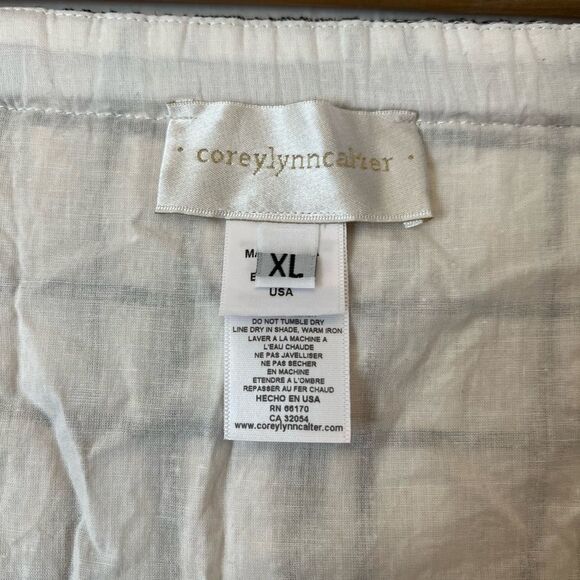 • coreylynncalter •
XL
USA
DO NOT TUMBLE DRY
LINE DRY IN SHADE, WARM IRON
LAVER A LA MACHINE A
L'EAU CHAUDE
NE PAS JAVELLISER
NE PAS SECHER
EN MACHINE
ETENDRE A L'OMBRE
REPASSER AU FER CHAUD
HECHO EN USA
RN 66170
CA 32054
www.coreylynncalter.com